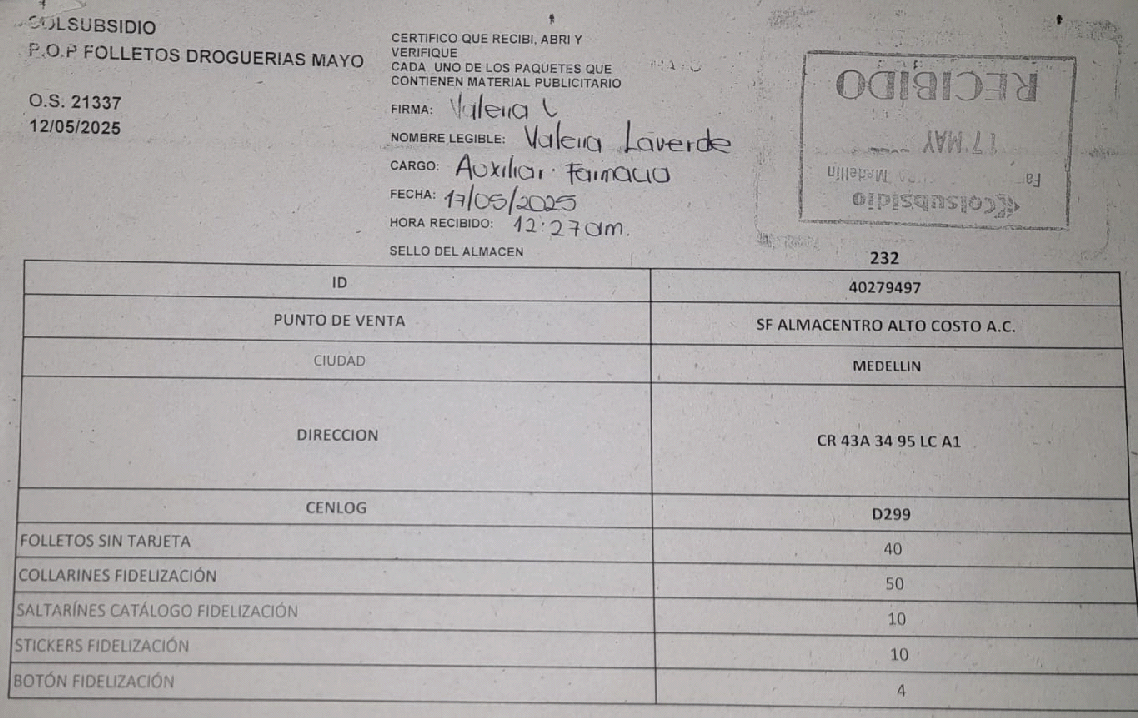 COLSUBSIDIO
P.O.P FOLLETOS DROGUERIAS MAYO
O.S. 21337
12/05/2025
CERTIFICO QUE RECIBI, ABRI Y
VERIFIQUE
CADA UNO DE LOS PAQUETES QUE
CONTIENEN MATERIAL PUBLICITARIO
FIRMA: Valeria L
NOMBRE LEGIBLE: Valeria Laverde
CARGO: Auxiliar Farmacia
FECHA: 17/05/2025
HORA RECIBIDO: 12:27am.
SELLO DEL ALMACEN
RECIBIDO
17 MAY
Medellín
Colsubsidio
232
ID 40279497
PUNTO DE VENTA SF ALMACENTRO ALTO COSTO A.C.
CIUDAD MEDELLIN
DIRECCION CR 43A 34 95 LC A1
CENLOG D299
FOLLETOS SIN TARJETA 40
COLLARINES FIDELIZACIÓN 50
SALTARÍNES CATÁLOGO FIDELIZACIÓN 10
STICKERS FIDELIZACIÓN 10
BOTÓN FIDELIZACIÓN 4